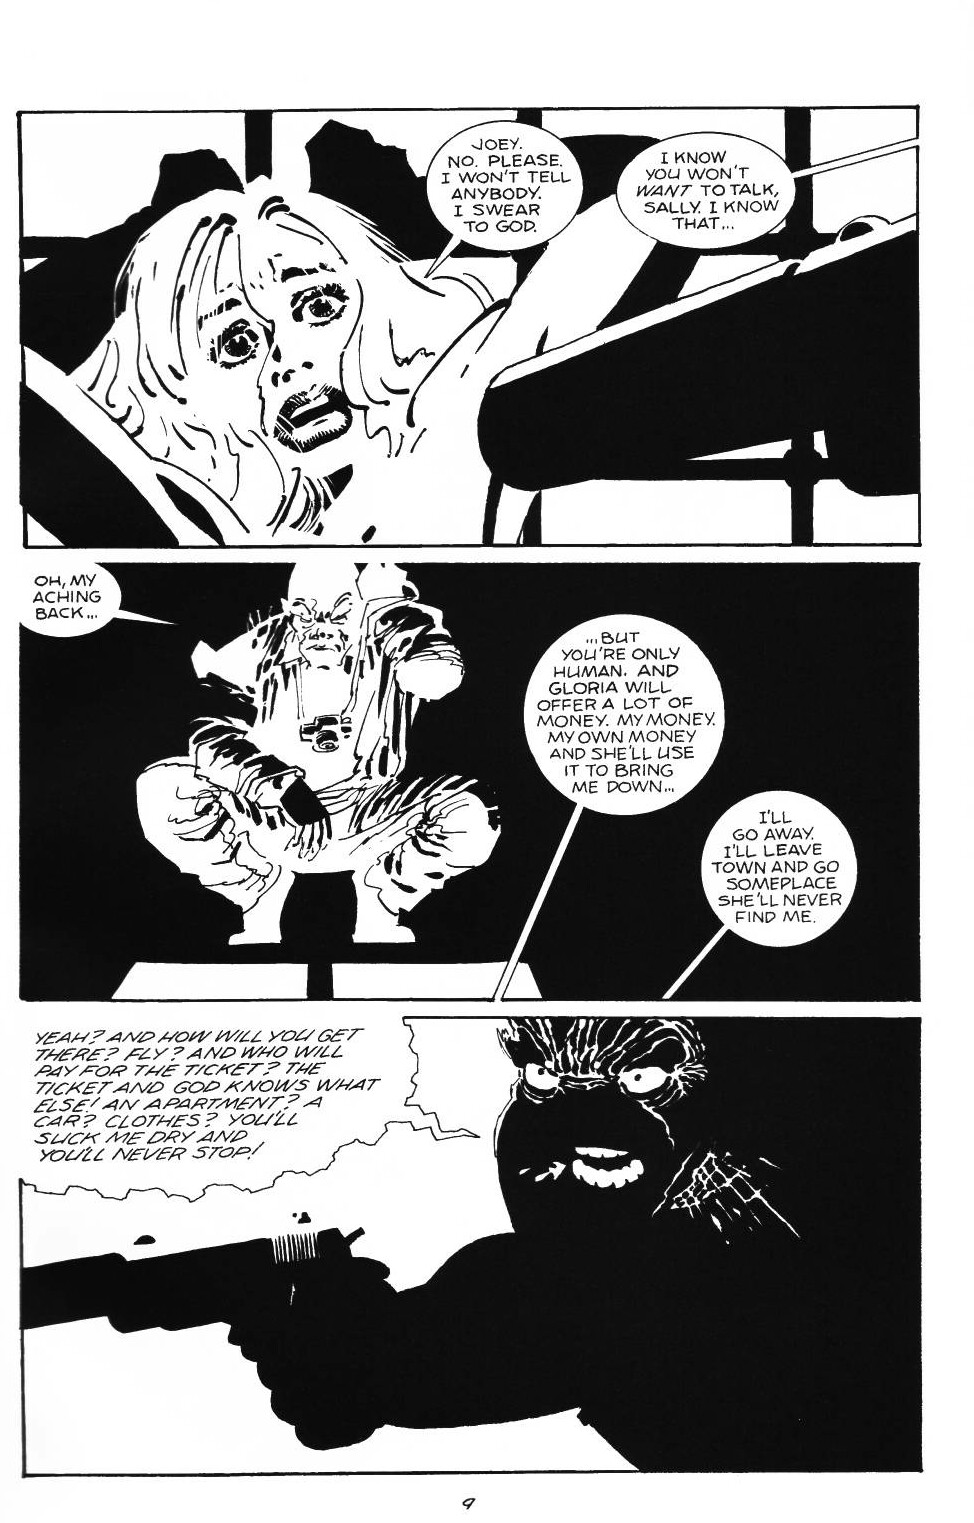 JOEY.
NO. PLEASE.
I WON'T TELL
ANYBODY.
I SWEAR
TO GOD.
I KNOW
YOU WON'T
WANT TO TALK,
SALLY. I KNOW
THAT...
OH, MY
ACHING
BACK...
...BUT
YOU'RE ONLY
HUMAN. AND
GLORIA WILL
OFFER A LOT OF
MONEY. MY MONEY.
MY OWN MONEY
AND SHE'LL USE
IT TO BRING
ME DOWN...
I'LL
GO AWAY.
I'LL LEAVE
TOWN AND GO
SOMEPLACE
SHE'LL NEVER
FIND ME.
YEAH? AND HOW WILL YOU GET
THERE? FLY? AND WHO WILL
PAY FOR THE TICKET? THE
TICKET AND GOD KNOWS WHAT
ELSE! AN APARTMENT? A
CAR? CLOTHES? YOU'LL
SUCK ME DRY AND
YOU'LL NEVER STOP!
9